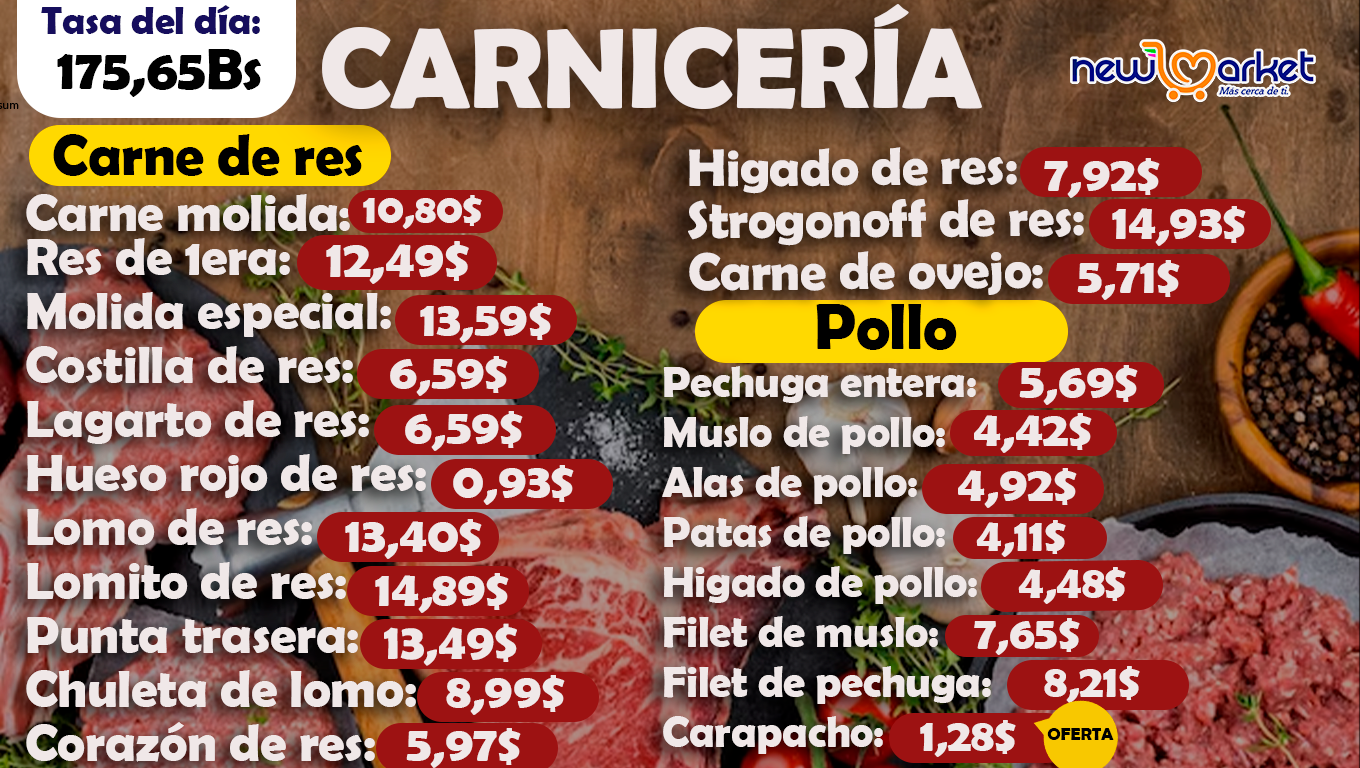 Tasa del día:
175,65Bs
sum
CARNICERÍA
new market
Más cerca de ti.
Carne de res
Carne molida: 10,80$
Res de 1era: 12,49$
Molida especial: 13,59$
Costilla de res: 6,59$
Lagarto de res: 6,59$
Hueso rojo de res: 0,93$
Lomo de res: 13,40$
Lomito de res: 14,89$
Punta trasera: 13,49$
Chuleta de lomo: 8,99$
Corazón de res: 5,97$
Higado de res: 7,92$
Strogonoff de res: 14,93$
Carne de ovejo: 5,71$
Pollo
Pechuga entera: 5,69$
Muslo de pollo: 4,42$
Alas de pollo: 4,92$
Patas de pollo: 4,11$
Higado de pollo: 4,48$
Filet de muslo: 7,65$
Filet de pechuga: 8,21$
Carapacho: 1,28$ OFERTA